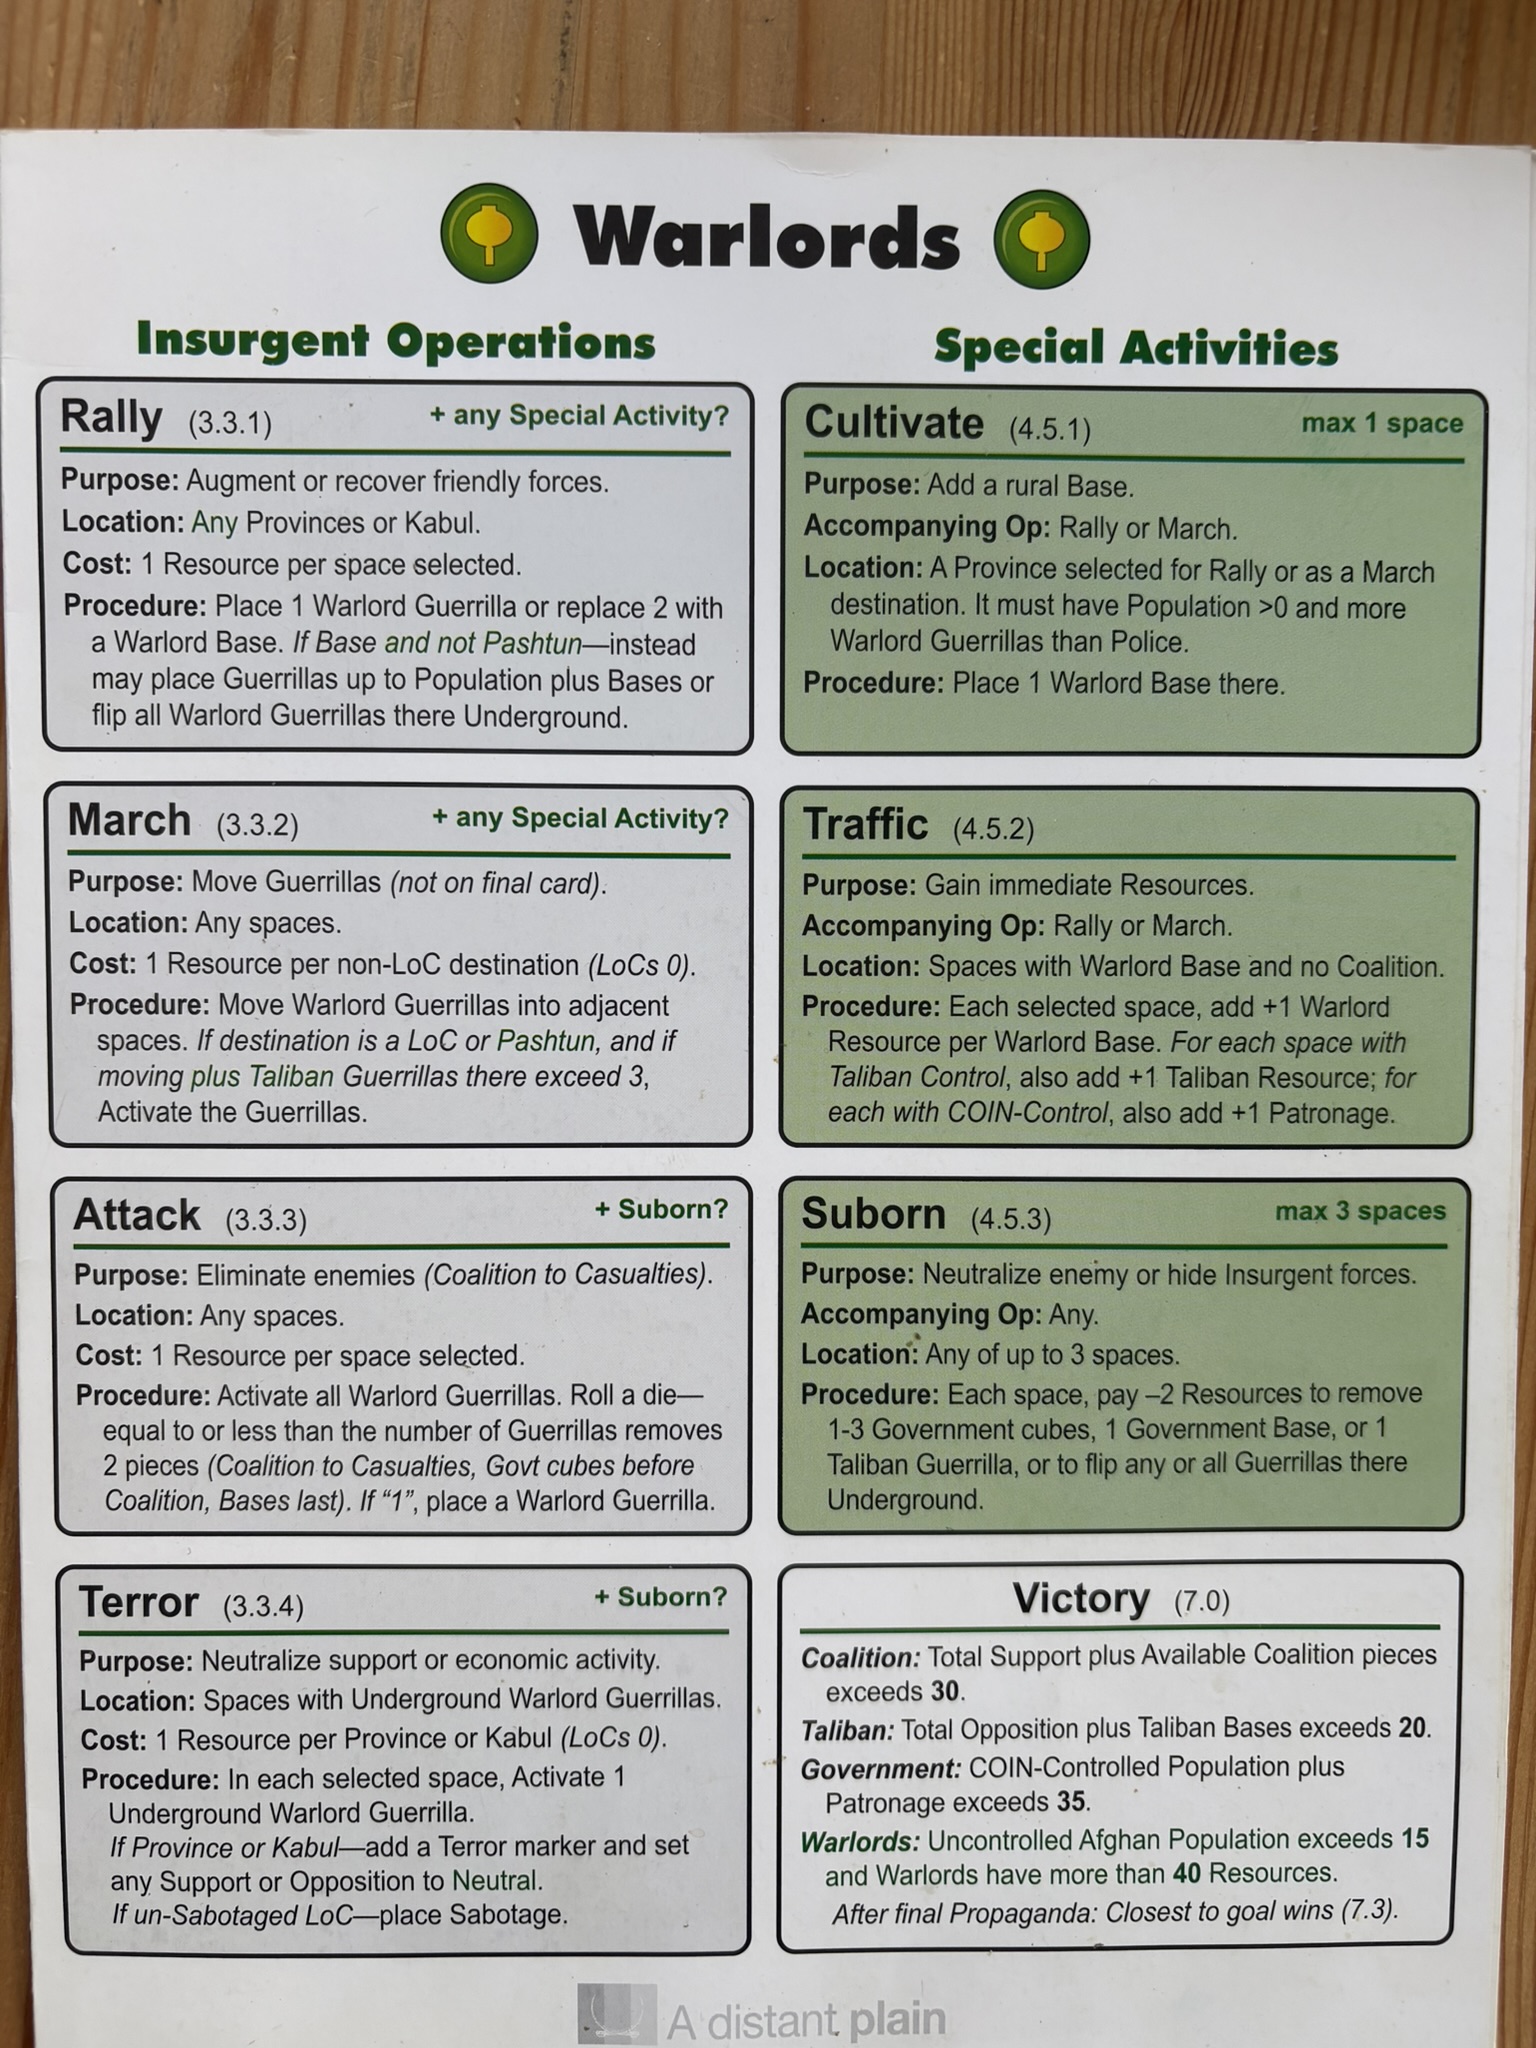 Warlords
Insurgent Operations
Rally (3.3.1) + any Special Activity?
Purpose: Augment or recover friendly forces.
Location: Any Provinces or Kabul.
Cost: 1 Resource per space selected.
Procedure: Place 1 Warlord Guerrilla or replace 2 with
a Warlord Base. If Base and not Pashtun—instead
may place Guerrillas up to Population plus Bases or
flip all Warlord Guerrillas there Underground.
March (3.3.2) + any Special Activity?
Purpose: Move Guerrillas (not on final card).
Location: Any spaces.
Cost: 1 Resource per non-LoC destination (LoCs 0).
Procedure: Move Warlord Guerrillas into adjacent
spaces. If destination is a LoC or Pashtun, and if
moving plus Taliban Guerrillas there exceed 3,
Activate the Guerrillas.
Attack (3.3.3) + Suborn?
Purpose: Eliminate enemies (Coalition to Casualties).
Location: Any spaces.
Cost: 1 Resource per space selected.
Procedure: Activate all Warlord Guerrillas. Roll a die—
equal to or less than the number of Guerrillas removes
2 pieces (Coalition to Casualties, Govt cubes before
Coalition, Bases last). If “1”, place a Warlord Guerrilla.
Terror (3.3.4) + Suborn?
Purpose: Neutralize support or economic activity.
Location: Spaces with Underground Warlord Guerrillas.
Cost: 1 Resource per Province or Kabul (LoCs 0).
Procedure: In each selected space, Activate 1
Underground Warlord Guerrilla.
If Province or Kabul—add a Terror marker and set
any Support or Opposition to Neutral.
If un-Sabotaged LoC—place Sabotage.
Special Activities
Cultivate (4.5.1) max 1 space
Purpose: Add a rural Base.
Accompanying Op: Rally or March.
Location: A Province selected for Rally or as a March
destination. It must have Population >0 and more
Warlord Guerrillas than Police.
Procedure: Place 1 Warlord Base there.
Traffic (4.5.2)
Purpose: Gain immediate Resources.
Accompanying Op: Rally or March.
Location: Spaces with Warlord Base and no Coalition.
Procedure: Each selected space, add +1 Warlord
Resource per Warlord Base. For each space with
Taliban Control, also add +1 Taliban Resource; for
each with COIN-Control, also add +1 Patronage.
Suborn (4.5.3) max 3 spaces
Purpose: Neutralize enemy or hide Insurgent forces.
Accompanying Op: Any.
Location: Any of up to 3 spaces.
Procedure: Each space, pay –2 Resources to remove
1-3 Government cubes, 1 Government Base, or 1
Taliban Guerrilla, or to flip any or all Guerrillas there
Underground.
Victory (7.0)
Coalition: Total Support plus Available Coalition pieces
exceeds 30.
Taliban: Total Opposition plus Taliban Bases exceeds 20.
Government: COIN-Controlled Population plus
Patronage exceeds 35.
Warlords: Uncontrolled Afghan Population exceeds 15
and Warlords have more than 40 Resources.
After final Propaganda: Closest to goal wins (7.3).
A distant plain